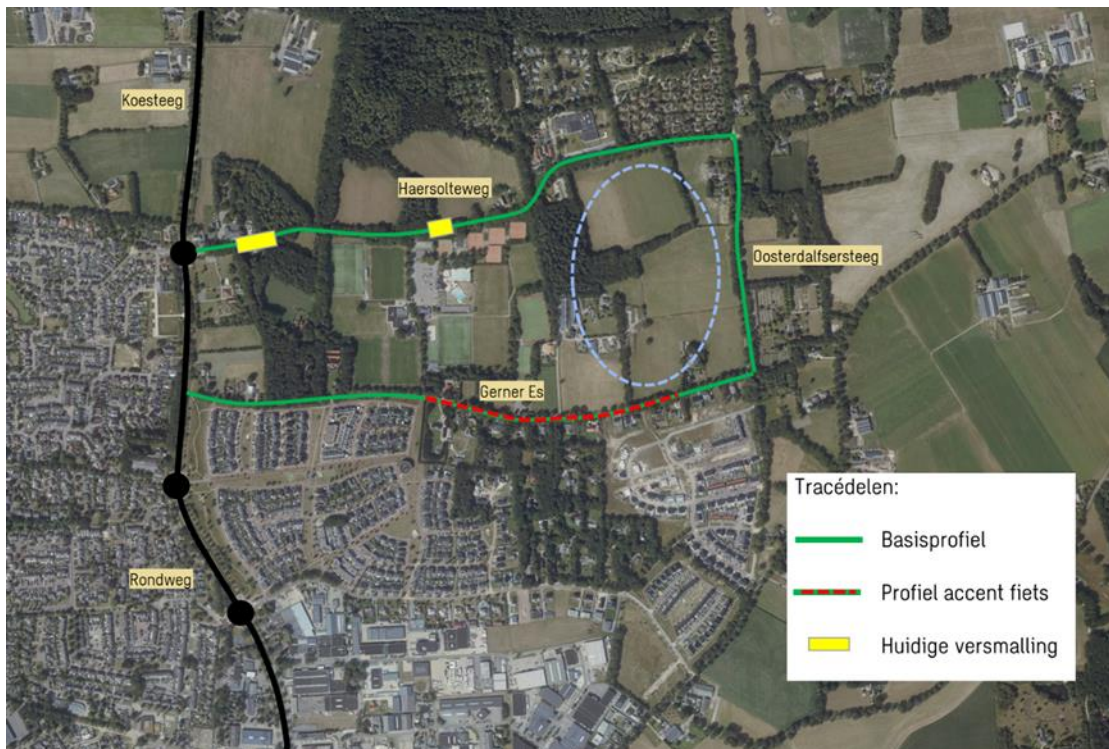 Koesteeg
Haersolteweg
Oosterdalfsersteeg
Gerner Es
Rondweg
Tracédelen:
Basisprofiel
Profiel accent fiets
Huidige versmalling